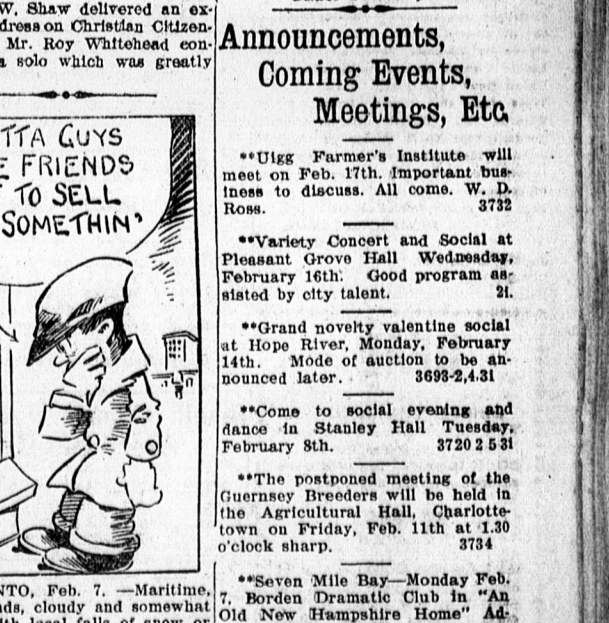 W. Shaw delivered an ex-
dress on Christian Citizen-
Mr. Roy Whitehead con-
a solo which was greatly
TTA GUYS
FRIENDS
TO SELL
SOMETHIN'
NTO, Feb. 7. —Maritime,
cloudy and somewhat
Announcements,
Coming Events,
Meetings, Etc.
**Uigg Farmer's Institute will
meet on Feb. 17th. Important bus-
iness to discuss. All come. W. D.
Ross. 3732
**Variety Concert and Social at
Pleasant Grove Hall Wednesday,
February 16th. Good program as-
sisted by city talent. 21.
**Grand novelty valentine social
at Hope River, Monday, February
14th. Mode of auction to be an-
nounced later. 3693-2,4.31
**Come to social evening and
dance in Stanley Hall Tuesday,
February 8th. 3720 2 5 31
**The postponed meeting of the
Guernsey Breeders will be held in
the Agricultural Hall, Charlotte-
town on Friday, Feb. 11th at 1.30
o'clock sharp. 3734
**Seven Mile Bay—Monday Feb.
7, Borden Dramatic Club in "An
Old New Hampshire Home" Ad-